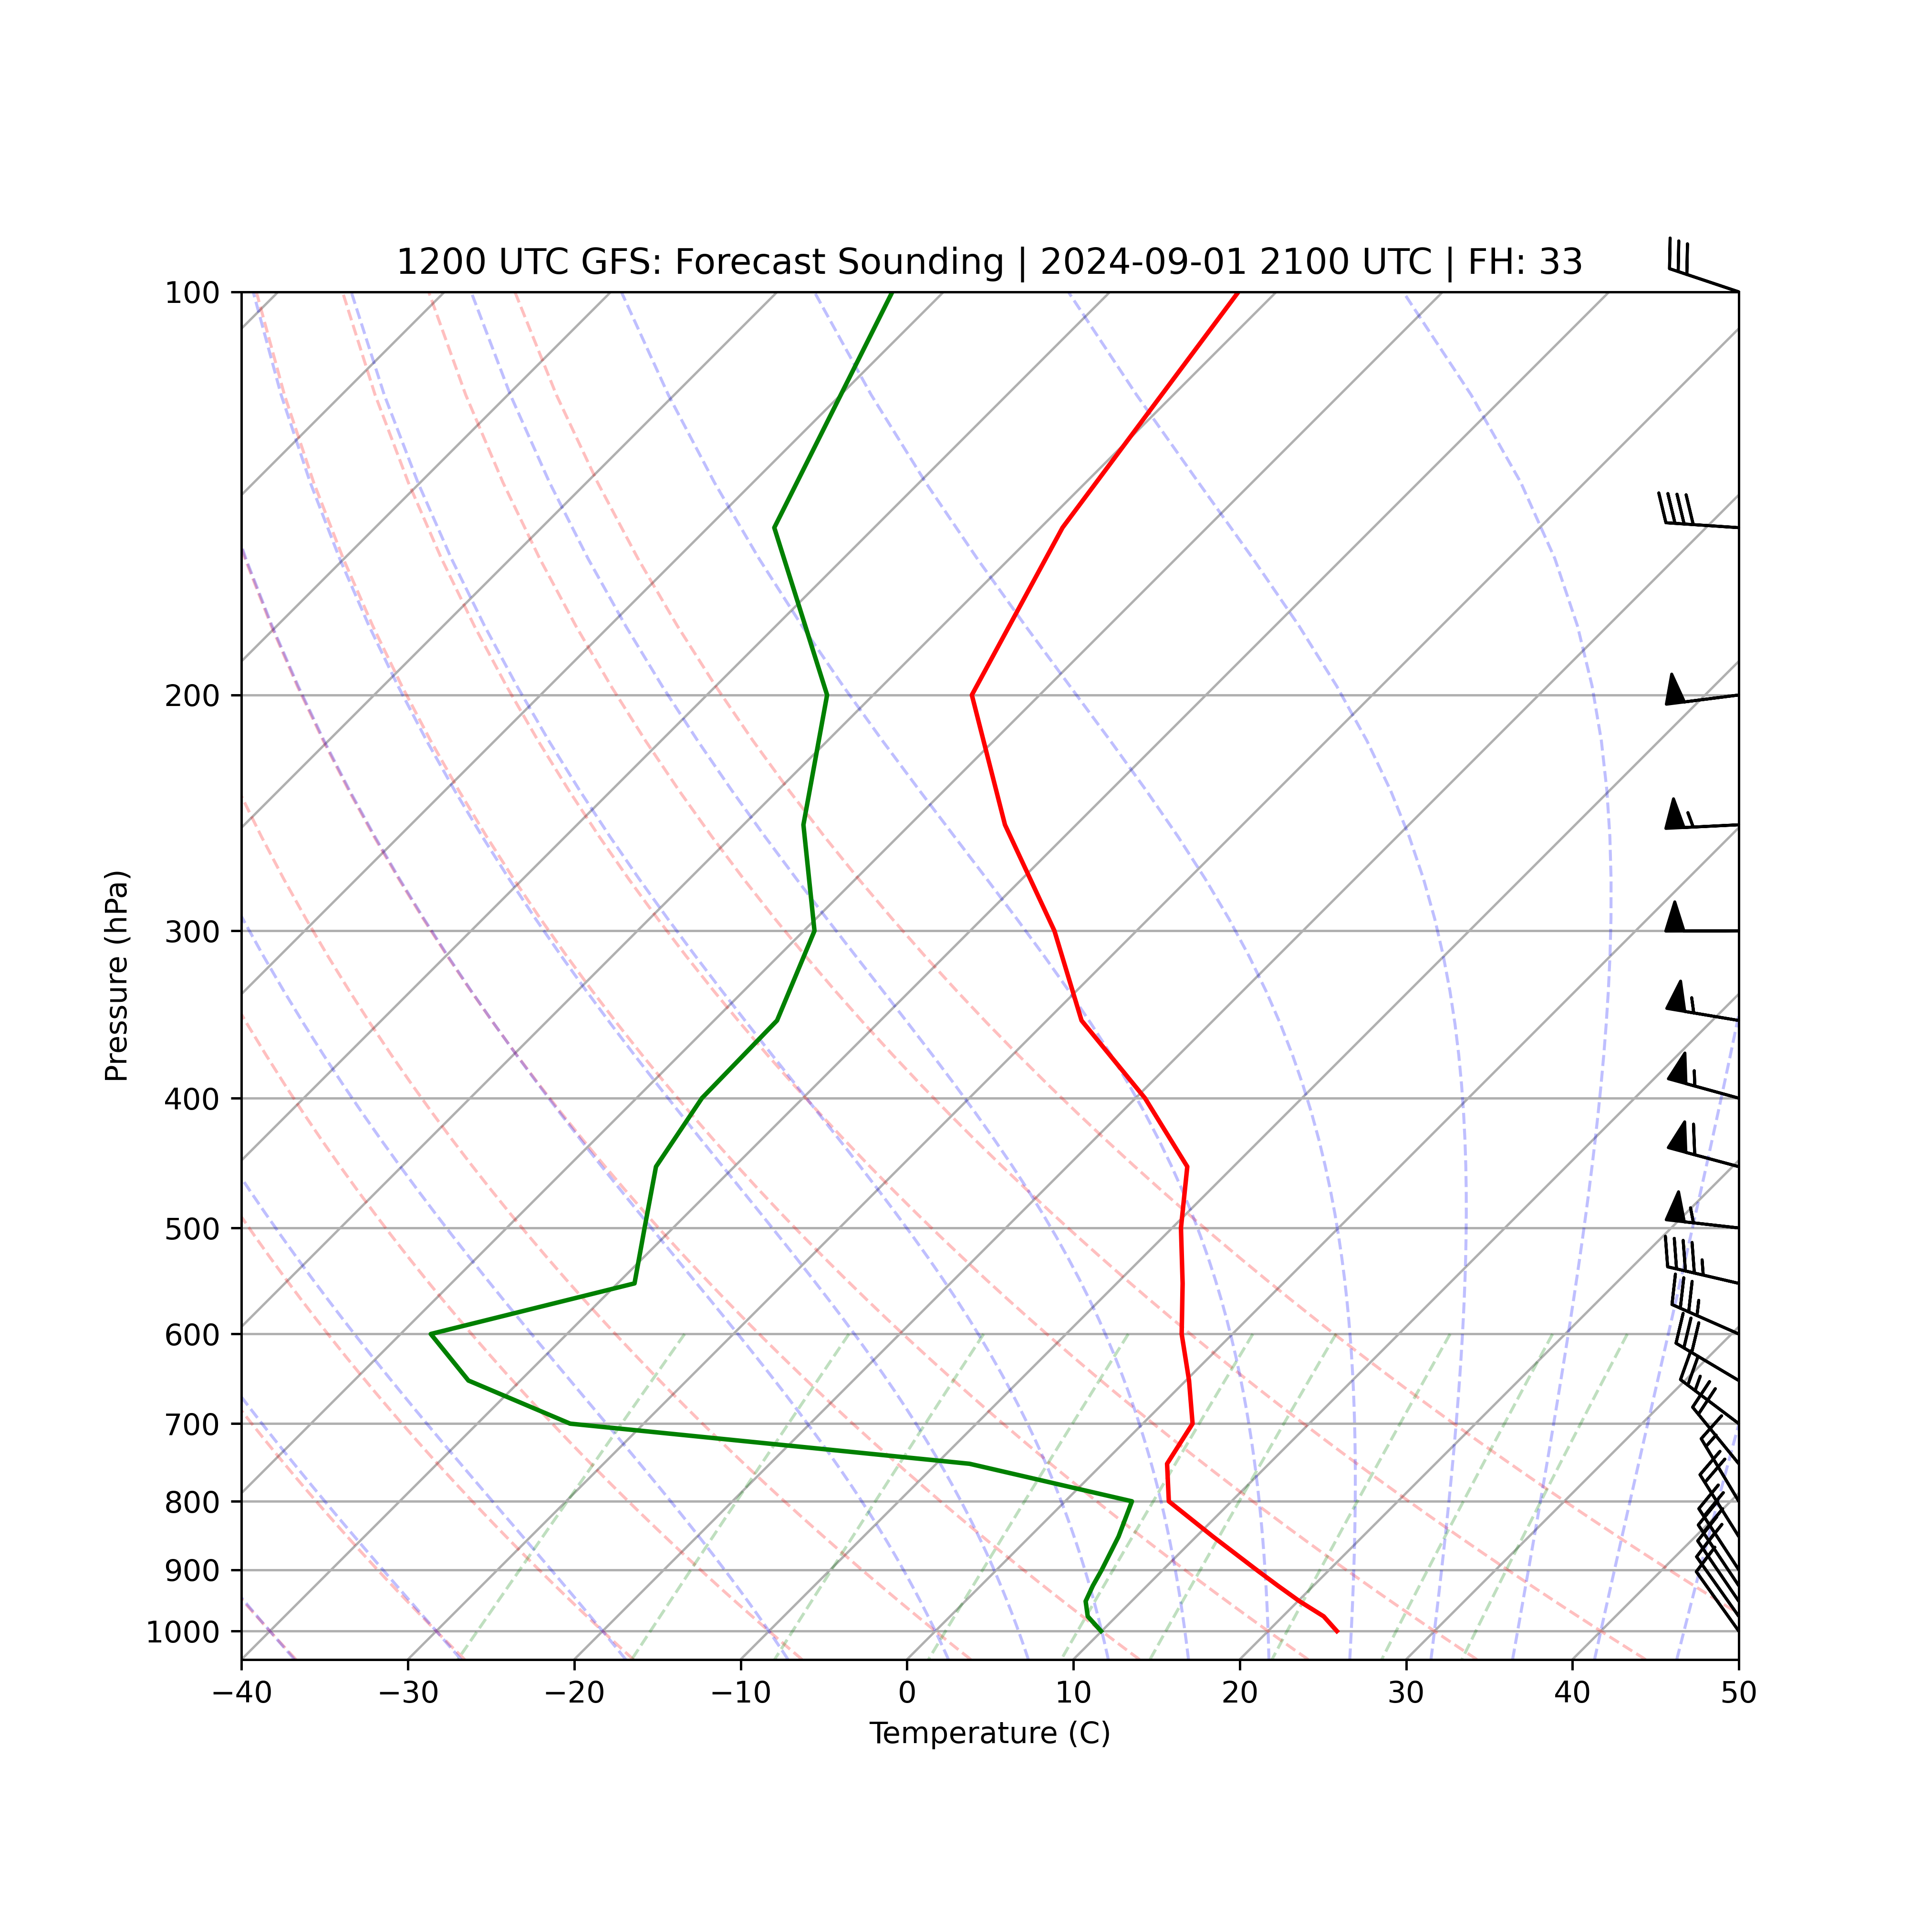 1200 UTC GFS: Forecast Sounding | 2024-09-01 2100 UTC | FH: 33
100
200
300
400
500
600
700
800
900
1000
Pressure (hPa)
−40 −30 −20 −10 0 10 20 30 40 50
Temperature (C)